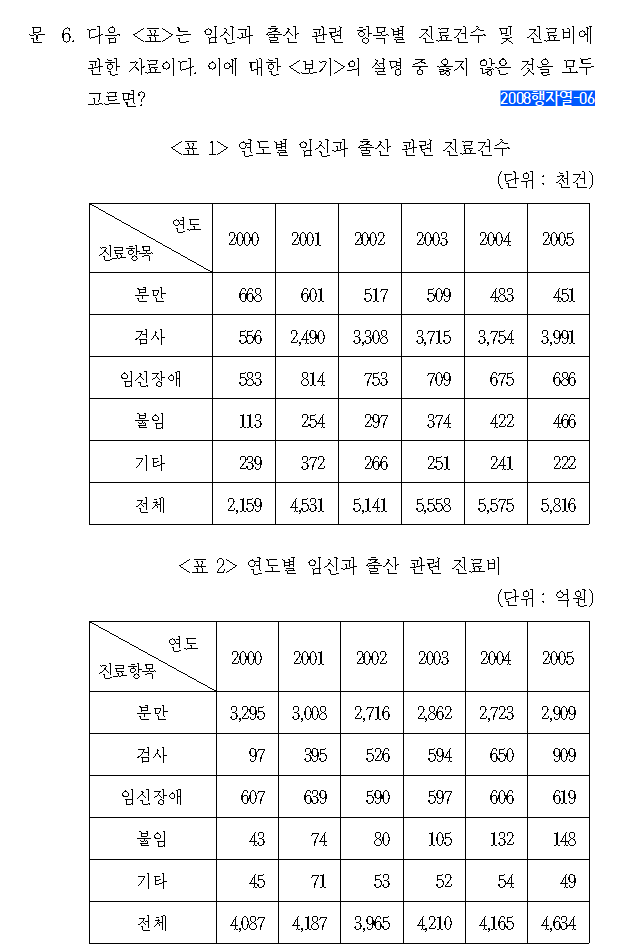 문 6. 다음 <표>는 임신과 출산 관련 항목별 진료건수 및 진료비에
관한 자료이다. 이에 대한 <보기>의 설명 중 옳지 않은 것을 모두
고르면? 2008행자열-06
<표 1> 연도별 임신과 출산 관련 진료건수
(단위 : 천건)
연도
진료항목 2000 2001 2002 2003 2004 2005
분만 668 601 517 509 483 451
검사 556 2,490 3,308 3,715 3,754 3,991
임신장애 583 814 753 709 675 686
불임 113 254 297 374 422 466
기타 239 372 266 251 241 222
전체 2,159 4,531 5,141 5,558 5,575 5,816
<표 2> 연도별 임신과 출산 관련 진료비
(단위 : 억원)
연도
진료항목 2000 2001 2002 2003 2004 2005
분만 3,295 3,008 2,716 2,862 2,723 2,909
검사 97 395 526 594 650 909
임신장애 607 639 590 597 606 619
불임 43 74 80 105 132 148
기타 45 71 53 52 54 49
전체 4,087 4,187 3,965 4,210 4,165 4,634